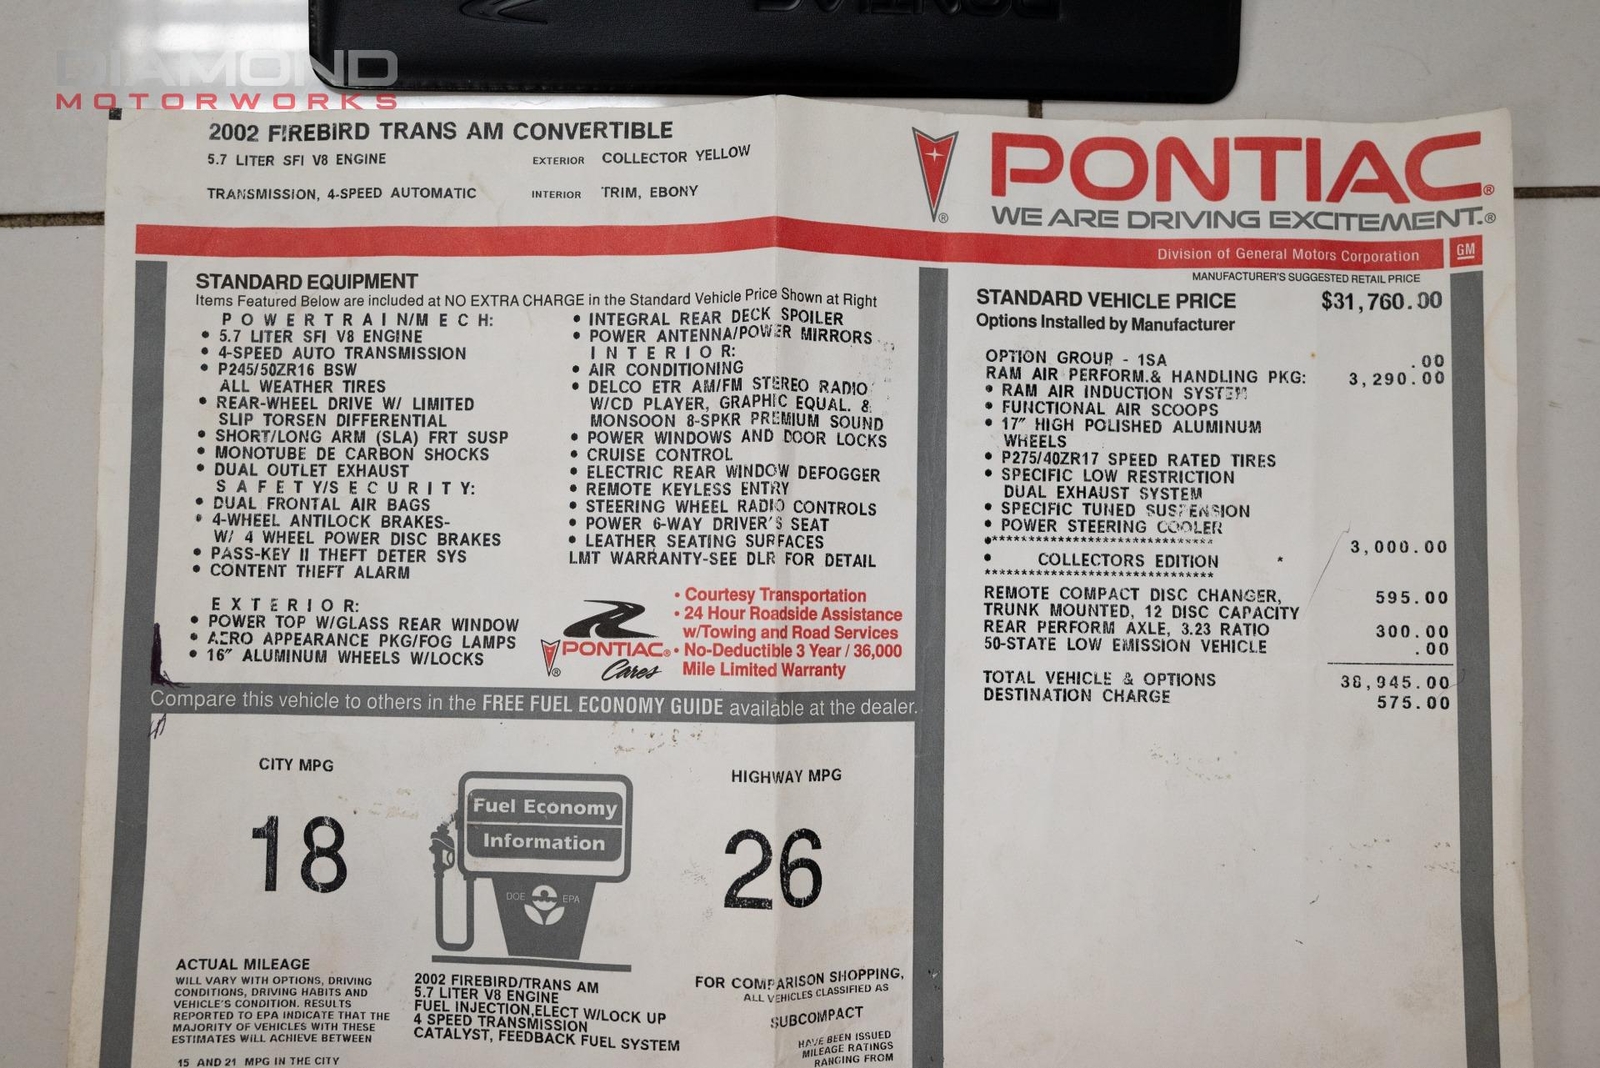 DIAMOND
MOTORWORKS
PONTIAC
2002 FIREBIRD TRANS AM CONVERTIBLE
5.7 LITER SFI V8 ENGINE
EXTERIOR COLLECTOR YELLOW
TRANSMISSION, 4-SPEED AUTOMATIC
INTERIOR TRIM, EBONY
PONTIAC®
WE ARE DRIVING EXCITEMENT.®
®
Division of General Motors Corporation
GM
STANDARD EQUIPMENT
Items Featured Below are included at NO EXTRA CHARGE in the Standard Vehicle Price Shown at Right
POWERTRAIN/MECH:
• 5.7 LITER SFI V8 ENGINE
• 4-SPEED AUTO TRANSMISSION
• P245/50ZR16 BSW
ALL WEATHER TIRES
• REAR-WHEEL DRIVE W/ LIMITED
SLIP TORSEN DIFFERENTIAL
• SHORT/LONG ARM (SLA) FRT SUSP
• MONOTUBE DE CARBON SHOCKS
• DUAL OUTLET EXHAUST
SAFETY/SECURITY:
• DUAL FRONTAL AIR BAGS
• 4-WHEEL ANTILOCK BRAKES-
W/ 4 WHEEL POWER DISC BRAKES
• PASS-KEY II THEFT DETER SYS
• CONTENT THEFT ALARM
EXTERIOR:
• POWER TOP W/GLASS REAR WINDOW
• AERO APPEARANCE PKG/FOG LAMPS
• 16" ALUMINUM WHEELS W/LOCKS
• INTEGRAL REAR DECK SPOILER
• POWER ANTENNA/POWER MIRRORS
INTERIOR:
• AIR CONDITIONING
• DELCO ETR AM/FM STEREO RADIO
W/CD PLAYER, GRAPHIC EQUAL. &
MONSOON 8-SPKR PREMIUM SOUND
• POWER WINDOWS AND DOOR LOCKS
• CRUISE CONTROL
• ELECTRIC REAR WINDOW DEFOGGER
• REMOTE KEYLESS ENTRY
• STEERING WHEEL RADIO CONTROLS
• POWER 6-WAY DRIVER'S SEAT
• LEATHER SEATING SURFACES
LMT WARRANTY-SEE DLR FOR DETAIL
PONTIAC®
Cares
®
• Courtesy Transportation
• 24 Hour Roadside Assistance
w/Towing and Road Services
• No-Deductible 3 Year / 36,000
Mile Limited Warranty
Compare this vehicle to others in the FREE FUEL ECONOMY GUIDE available at the dealer.
MANUFACTURER'S SUGGESTED RETAIL PRICE
STANDARD VEHICLE PRICE $31,760.00
Options Installed by Manufacturer
OPTION GROUP - 1SA .00
RAM AIR PERFORM.& HANDLING PKG: 3,290.00
• RAM AIR INDUCTION SYSTEM
• FUNCTIONAL AIR SCOOPS
• 17" HIGH POLISHED ALUMINUM
WHEELS
• P275/40ZR17 SPEED RATED TIRES
• SPECIFIC LOW RESTRICTION
DUAL EXHAUST SYSTEM
• SPECIFIC TUNED SUSPENSION
• POWER STEERING COOLER
•*****************************
• COLLECTORS EDITION * 3,000.00
*****************************
REMOTE COMPACT DISC CHANGER, 595.00
TRUNK MOUNTED, 12 DISC CAPACITY
REAR PERFORM AXLE, 3.23 RATIO 300.00
50-STATE LOW EMISSION VEHICLE .00
TOTAL VEHICLE & OPTIONS 38,945.00
DESTINATION CHARGE 575.00
CITY MPG
18
Fuel Economy
Information
DOE EPA
HIGHWAY MPG
26
ACTUAL MILEAGE
WILL VARY WITH OPTIONS, DRIVING
CONDITIONS, DRIVING HABITS AND
VEHICLE'S CONDITION. RESULTS
REPORTED TO EPA INDICATE THAT THE
MAJORITY OF VEHICLES WITH THESE
ESTIMATES WILL ACHIEVE BETWEEN
15 AND 21 MPG IN THE CITY
2002 FIREBIRD/TRANS AM
5.7 LITER V8 ENGINE
FUEL INJECTION,ELECT W/LOCK UP
4 SPEED TRANSMISSION
CATALYST, FEEDBACK FUEL SYSTEM
FOR COMPARISON SHOPPING,
ALL VEHICLES CLASSIFIED AS
SUBCOMPACT
HAVE BEEN ISSUED
MILEAGE RATINGS
RANGING FROM